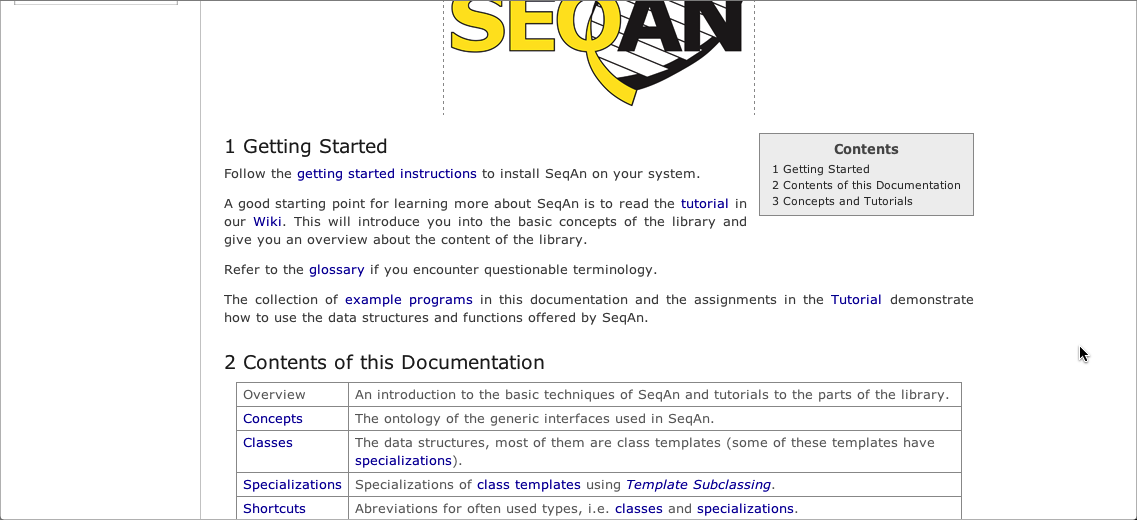 SEQAN
1 Getting Started
Follow the getting started instructions to install SeqAn on your system.
A good starting point for learning more about SeqAn is to read the tutorial in
our Wiki. This will introduce you into the basic concepts of the library and
give you an overview about the content of the library.
Refer to the glossary if you encounter questionable terminology.
The collection of example programs in this documentation and the assignments in the Tutorial demonstrate
how to use the data structures and functions offered by SeqAn.
Contents
1 Getting Started
2 Contents of this Documentation
3 Concepts and Tutorials
2 Contents of this Documentation
Overview An introduction to the basic techniques of SeqAn and tutorials to the parts of the library.
Concepts The ontology of the generic interfaces used in SeqAn.
Classes The data structures, most of them are class templates (some of these templates have
specializations).
Specializations Specializations of class templates using Template Subclassing.
Shortcuts Abreviations for often used types, i.e. classes and specializations.